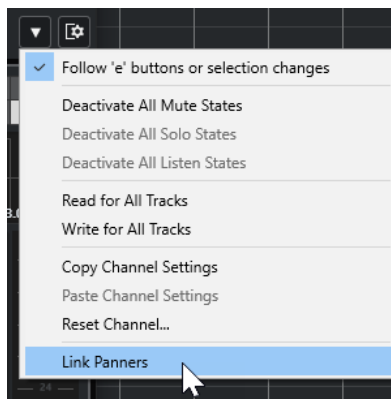 Follow 'e' buttons or selection changes
Deactivate All Mute States
Deactivate All Solo States
Deactivate All Listen States
Read for All Tracks
Write for All Tracks
Copy Channel Settings
Paste Channel Settings
Reset Channel...
Link Panners
24